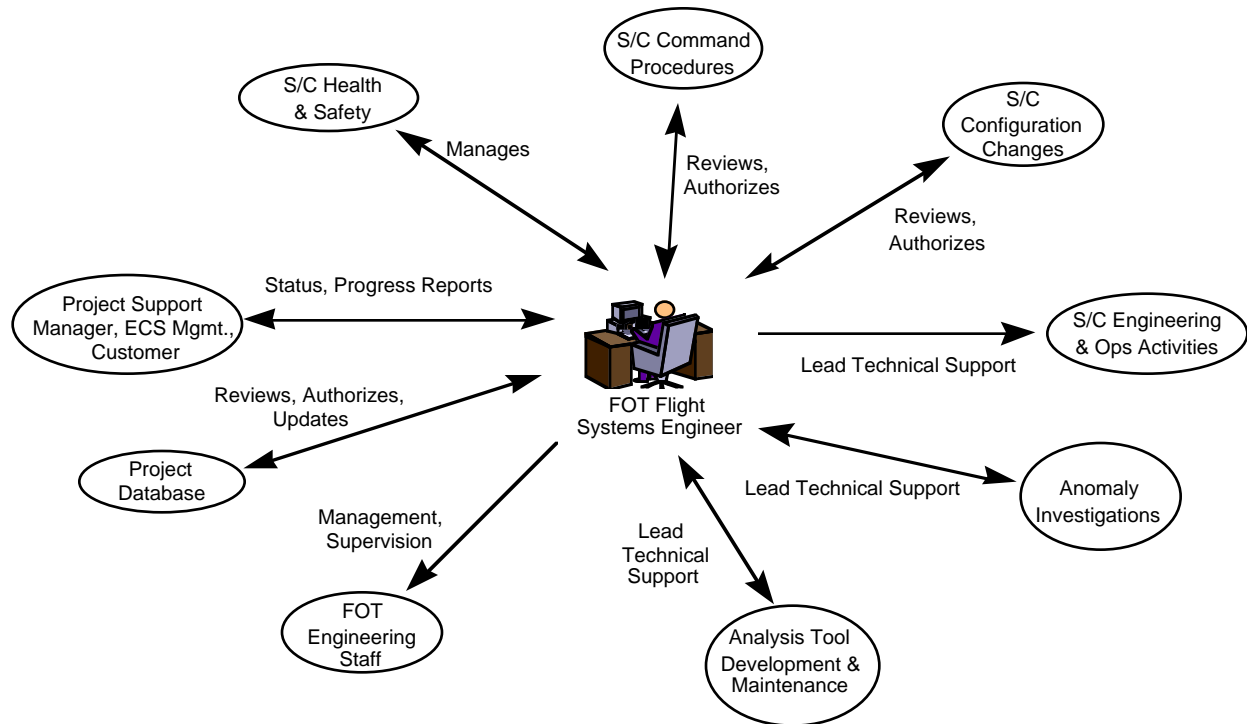 S/C Command
Procedures
S/C Health
& Safety
S/C
Configuration
Changes
Manages
Reviews,
Authorizes
Reviews,
Authorizes
Status, Progress Reports
Project Support
Manager, ECS Mgmt.,
Customer
S/C Engineering
& Ops Activities
Lead Technical Support
Reviews, Authorizes,
Updates
FOT Flight
Systems Engineer
Project
Database
Lead Technical Support
Anomaly
Investigations
Management,
Supervision
Lead
Technical
Support
FOT
Engineering
Staff
Analysis Tool
Development &
Maintenance